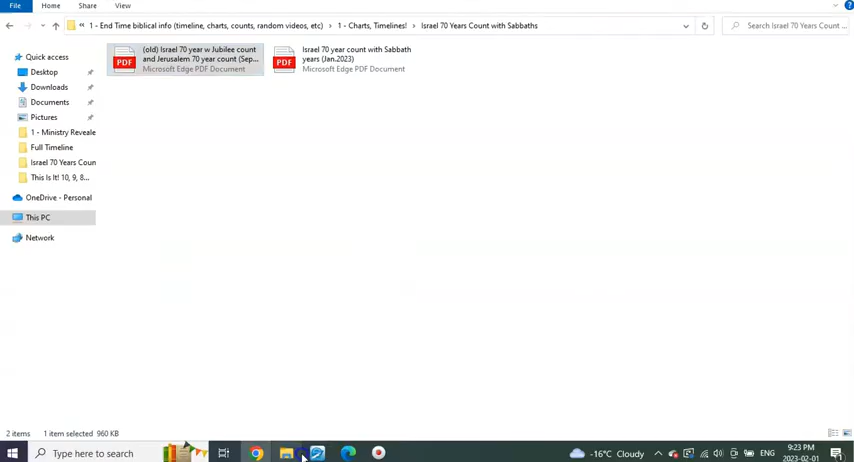 File Home Share View
« 1 - End Time biblical info (timeline, charts, counts, random videos, etc) › 1 - Charts, Timelines! › Israel 70 Years Count with Sabbaths
Search Israel 70 Years Count ...
Quick access
Desktop
Downloads
Documents
Pictures
1 - Ministry Reveale
Full Timeline
Israel 70 Years Coun
This Is It! 10, 9, 8...
OneDrive - Personal
This PC
Network
PDF
(old) Israel 70 year w Jubilee count
and Jerusalem 70 year count (Sep...
Microsoft Edge PDF Document
PDF
Israel 70 year count with Sabbath
years (Jan.2023)
Microsoft Edge PDF Document
2 items 1 item selected 960 KB
Type here to search
-16°C Cloudy
ENG
9:23 PM
2023-02-01